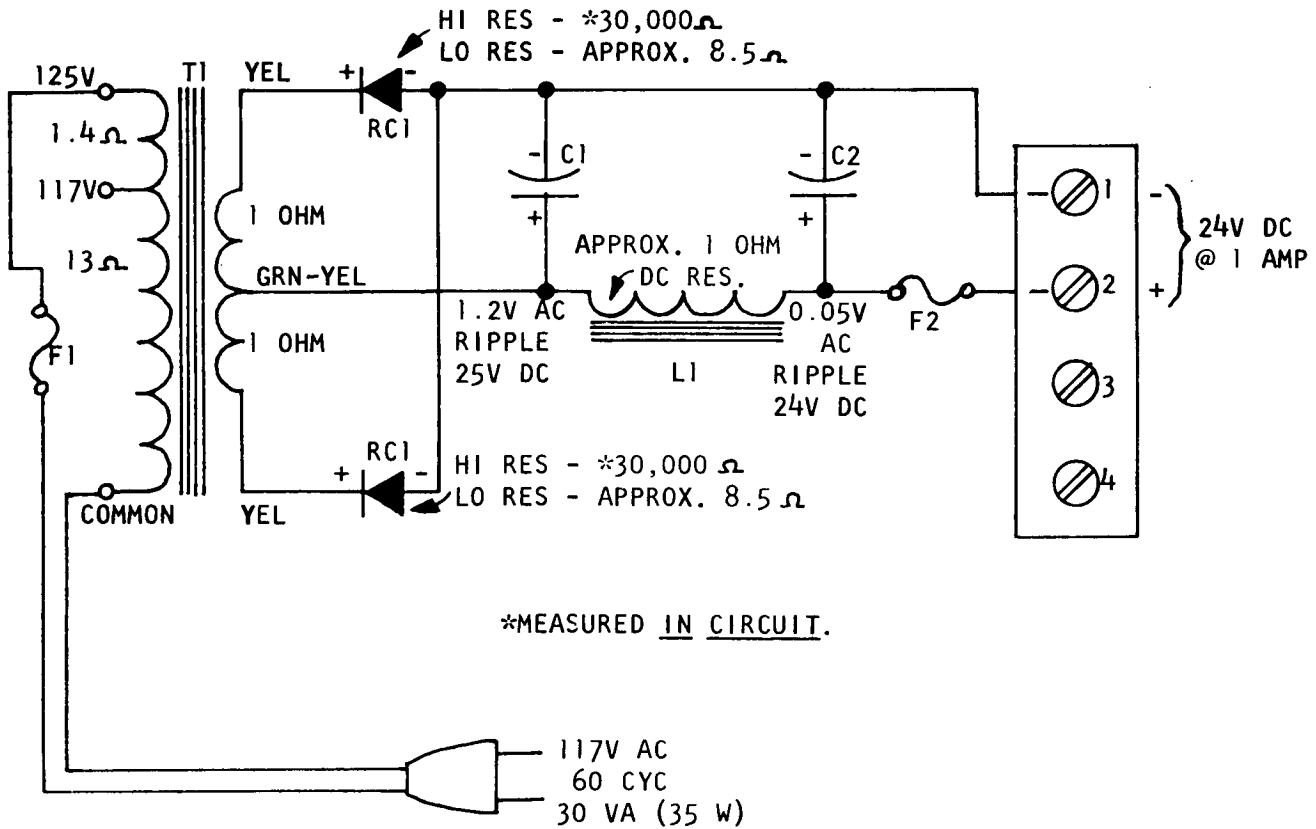 HI RES - *30,000Ω
LO RES - APPROX. 8.5Ω
125V
T1
YEL
+
-
RC1
1.4Ω
117V
13Ω
1 OHM
GRN-YEL
1 OHM
F1
COMMON
YEL
- C1
+
- C2
+
APPROX. 1 OHM
DC RES.
1.2V AC
RIPPLE
25V DC
L1
0.05V
AC
RIPPLE
24V DC
F2
RC1
+
-
HI RES - *30,000 Ω
LO RES - APPROX. 8.5 Ω
- 1 -
- 2 +
3
4
24V DC
@ 1 AMP
*MEASURED IN CIRCUIT.
117V AC
60 CYC
30 VA (35 W)